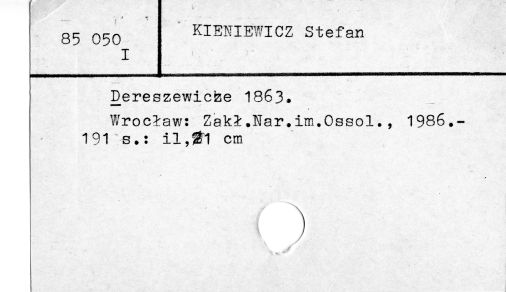 85 050
I
KIENIEWICZ Stefan
Dereszewicze 1863.
Wrocław: Zakł.Nar.im.Ossol., 1986.-
191 s.: il,21 cm